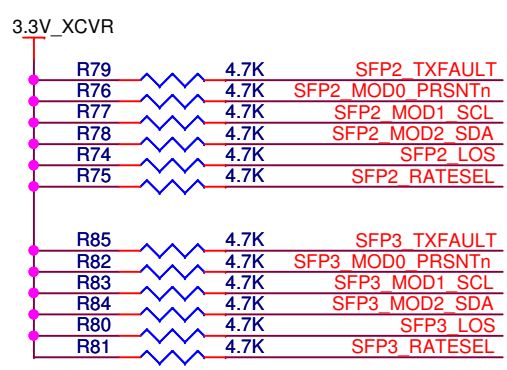 3.3V_XCVR
R79 4.7K SFP2_TXFAULT
R76 4.7K SFP2_MOD0_PRSNTn
R77 4.7K SFP2_MOD1_SCL
R78 4.7K SFP2_MOD2_SDA
R74 4.7K SFP2_LOS
R75 4.7K SFP2_RATESEL
R85 4.7K SFP3_TXFAULT
R82 4.7K SFP3_MOD0_PRSNTn
R83 4.7K SFP3_MOD1_SCL
R84 4.7K SFP3_MOD2_SDA
R80 4.7K SFP3_LOS
R81 4.7K SFP3_RATESEL